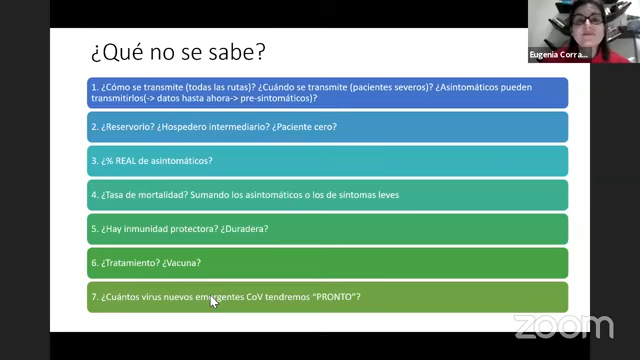 ¿Qué no se sabe?
Eugenia Corra...
1. ¿Cómo se transmite (todas las rutas)? ¿Cuándo se transmite (pacientes severos)? ¿Asintomáticos pueden
transmitirlos(-> datos hasta ahora-> pre-sintomáticos)?
2. ¿Reservorio? ¿Hospedero intermediario? ¿Paciente cero?
3. ¿% REAL de asintomáticos?
4. ¿Tasa de mortalidad? Sumando los asintomáticos o los de síntomas leves
5. ¿Hay inmunidad protectora? ¿Duradera?
6. ¿Tratamiento? ¿Vacuna?
7. ¿Cuántos virus nuevos emergentes CoV tendremos “PRONTO”?
zoom